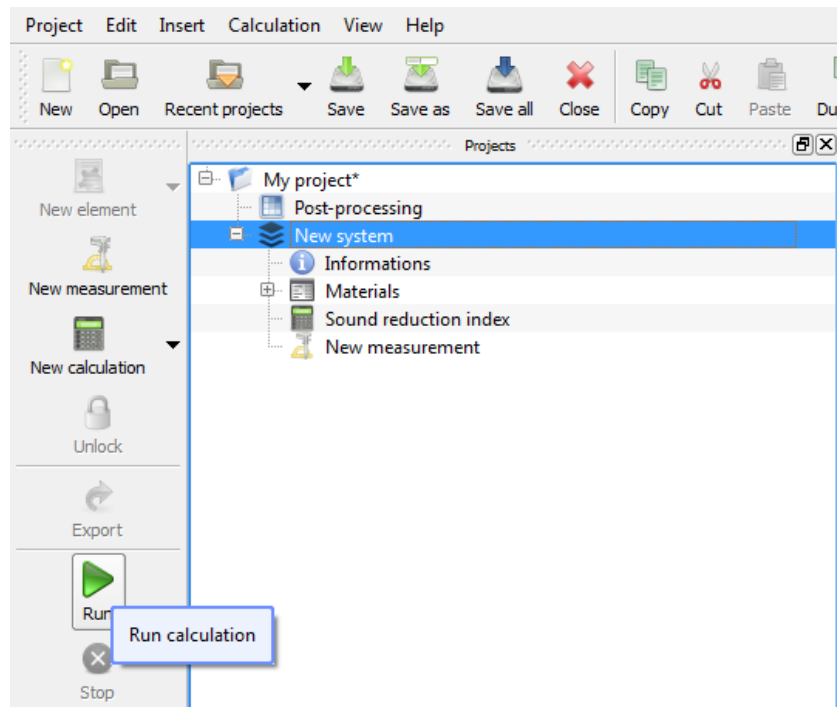 Project Edit Insert Calculation View Help
New Open Recent projects Save Save as Save all Close Copy Cut Paste
Projects
My project*
Post-processing
New system
Informations
Materials
Sound reduction index
New measurement
New element
New measurement
New calculation
Unlock
Export
Run
Run calculation
Stop